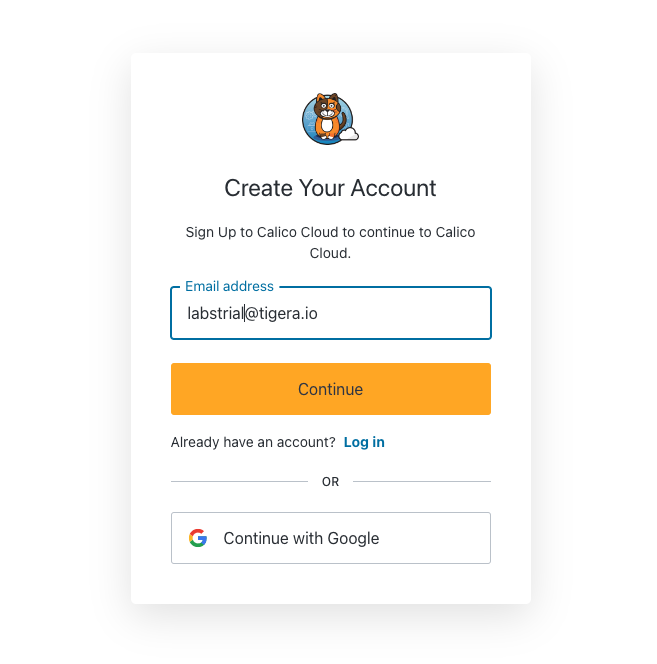 Create Your Account
Sign Up to Calico Cloud to continue to Calico
Cloud.
Email address
labstrial@tigera.io
Continue
Already have an account? Log in
OR
Continue with Google